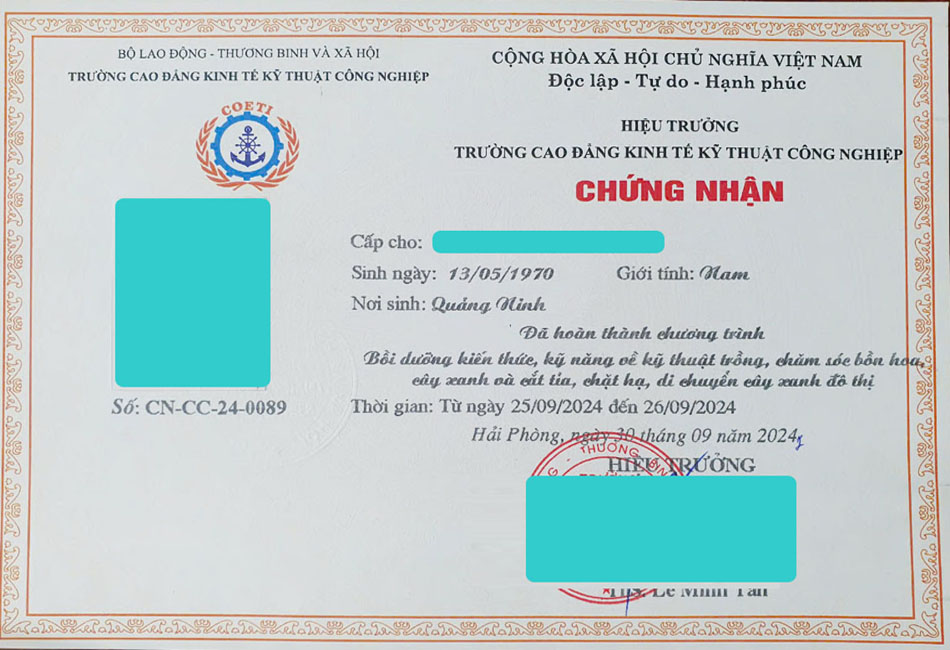 BỘ LAO ĐỘNG - THƯƠNG BINH VÀ XÃ HỘI
TRƯỜNG CAO ĐẲNG KINH TẾ KỸ THUẬT CÔNG NGHIỆP
COETI
CỘNG HÒA XÃ HỘI CHỦ NGHĨA VIỆT NAM
Độc lập - Tự do - Hạnh phúc
HIỆU TRƯỞNG
TRƯỜNG CAO ĐẲNG KINH TẾ KỸ THUẬT CÔNG NGHIỆP
CHỨNG NHẬN
Cấp cho:
Sinh ngày: 13/05/1970 Giới tính: Nam
Nơi sinh: Quảng Ninh
Đã hoàn thành chương trình
Bồi dưỡng kiến thức, kỹ năng về kỹ thuật trồng, chăm sóc bồn hoa,
cây xanh và cắt tỉa, chặt hạ, di chuyển cây xanh đô thị
Số: CN-CC-24-0089
Thời gian: Từ ngày 25/09/2024 đến 26/09/2024
Hải Phòng, ngày 30 tháng 09 năm 2024
HIỆU TRƯỞNG
THƯƠNG BIN
Ths. Lê Minh Tân